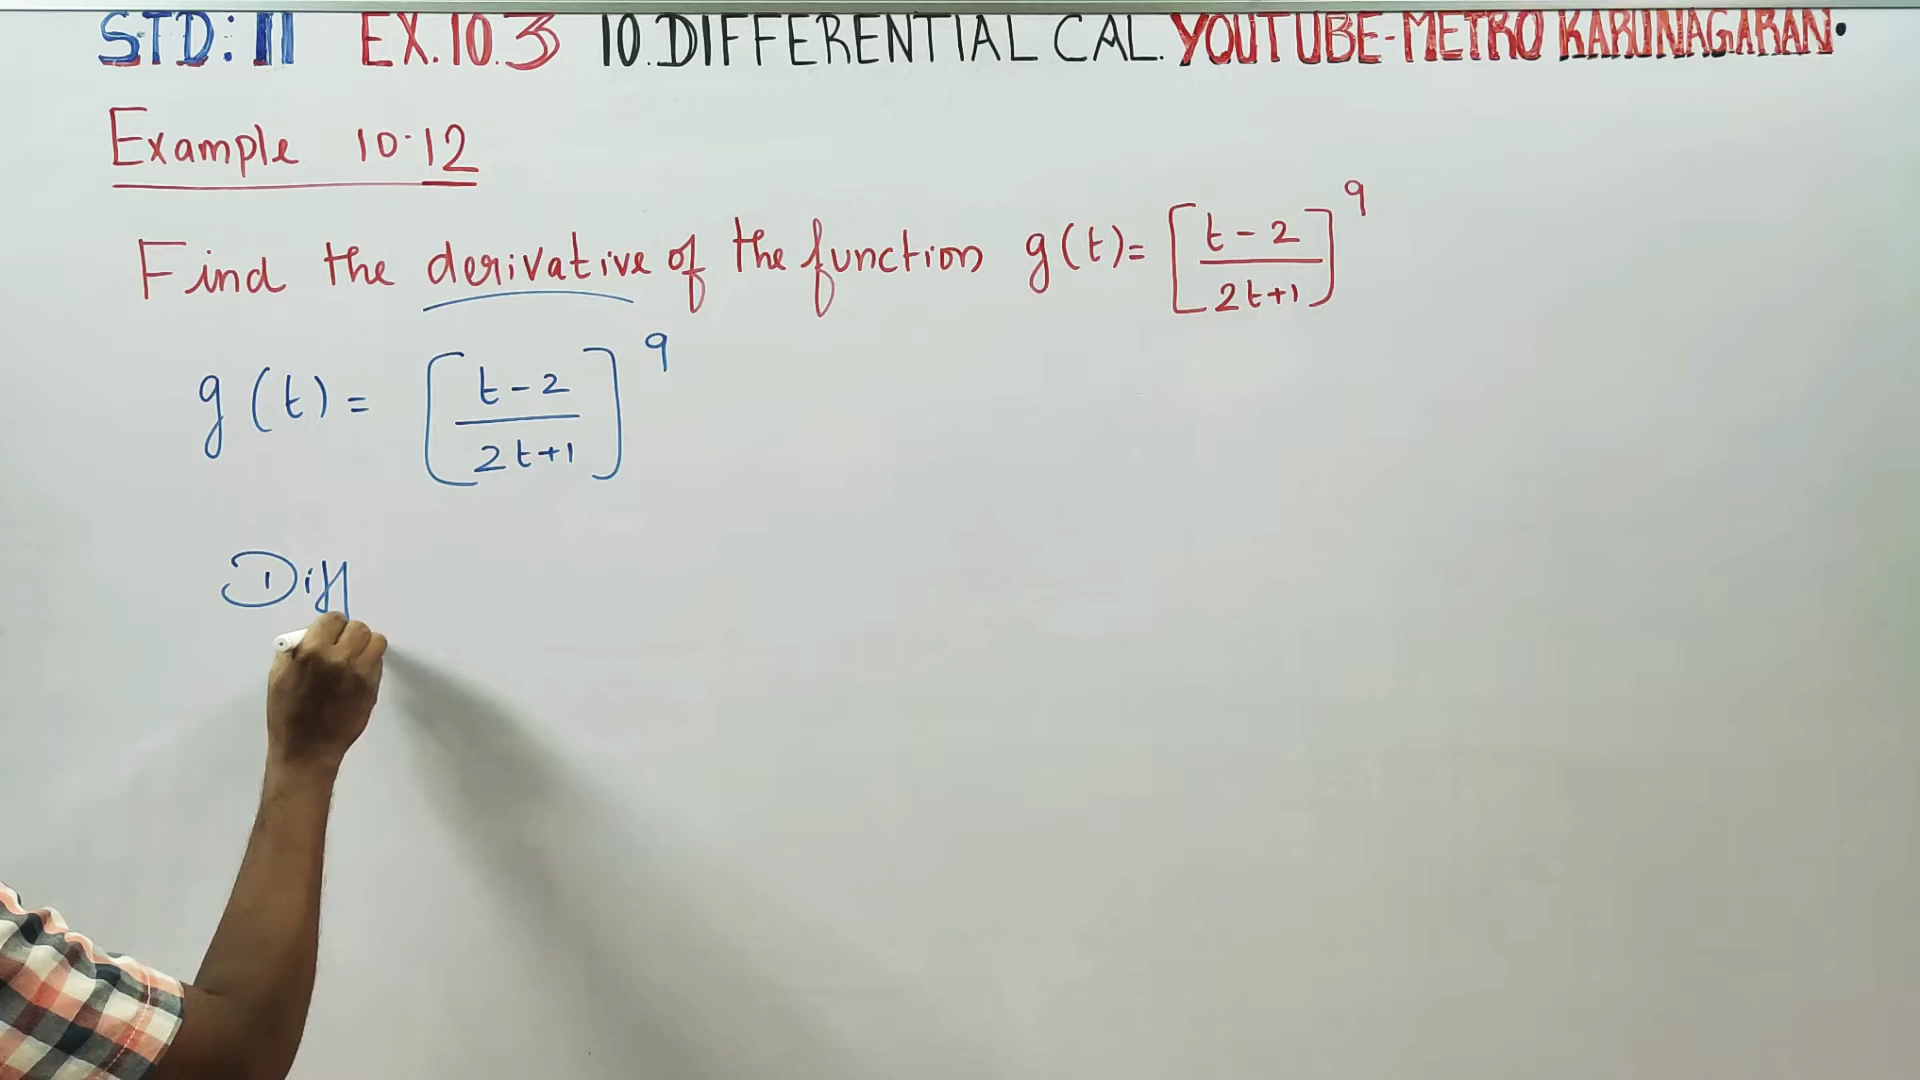 STD: 11 EX.10.3 10.DIFFERENTIAL CAL. YOUTUBE-METRO KARUNAGARAN.
Example 10.12
Find the derivative of the function g(t)= [t-2/2t+1]^9
g(t)= [t-2/2t+1]^9
Diff